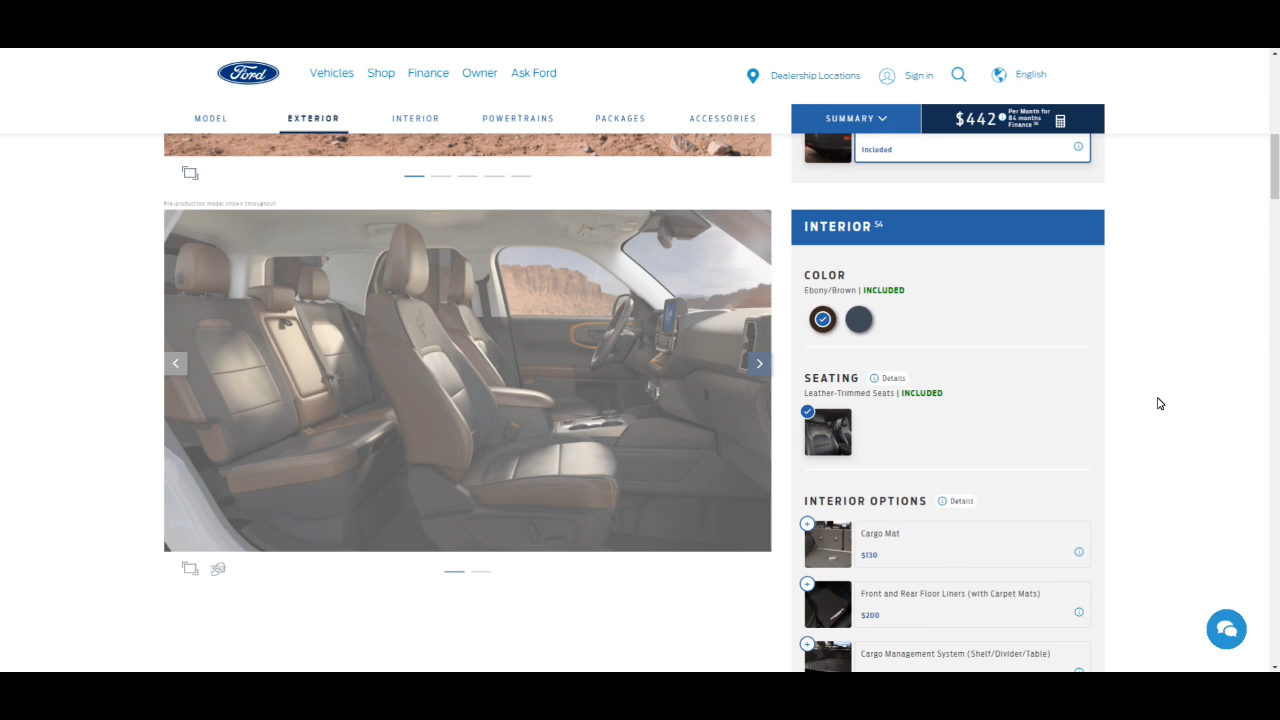 Ford
Vehicles Shop Finance Owner Ask Ford
Dealership Locations Sign in English
MODEL EXTERIOR INTERIOR POWERTRAINS PACKAGES ACCESSORIES
SUMMARY
$442
Per Month for
84 months
Finance
Included
Pre-production model shown throughout
INTERIOR 54
COLOR
Ebony/Brown | INCLUDED
SEATING Details
Leather-Trimmed Seats | INCLUDED
INTERIOR OPTIONS Details
Cargo Mat
$130
Front and Rear Floor Liners (with Carpet Mats)
$200
Cargo Management System (Shelf/Divider/Table)
360